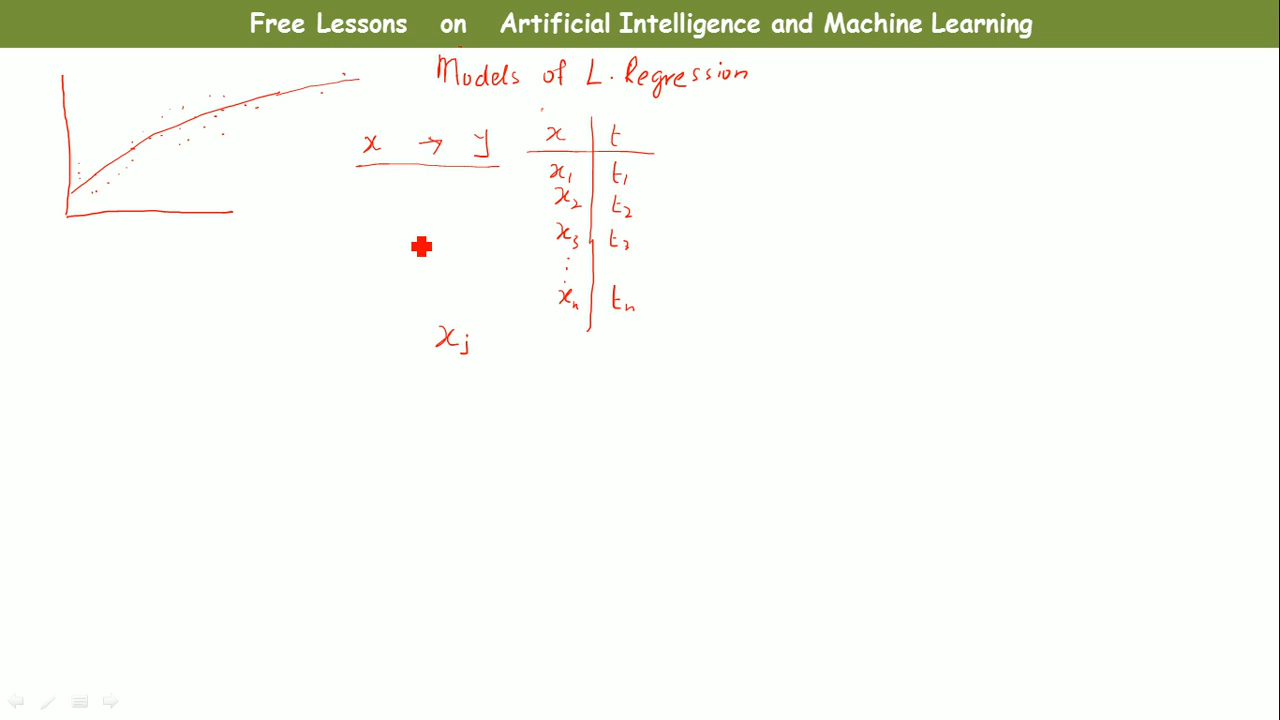 Free Lessons on Artificial Intelligence and Machine Learning
Models of L. Regression
x → y
x t
x₁ t₁
x₂ t₂
x₃ t₃
⋮
xₙ tₙ
xⱼ